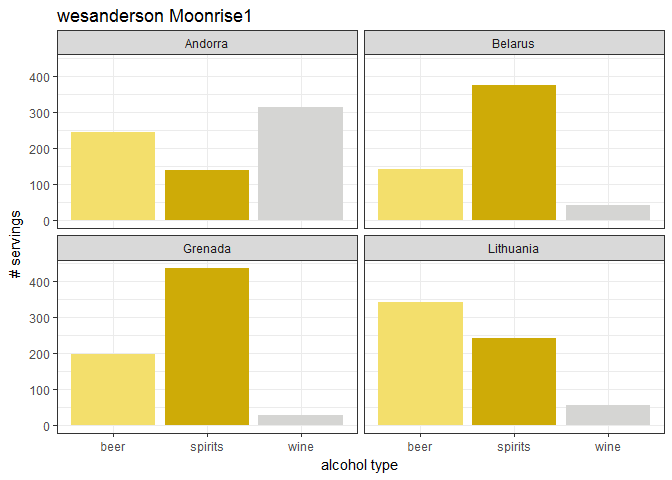 wesanderson Moonrise1
Andorra
Belarus
400
300
200
100
0
Grenada
Lithuania
400
300
200
100
0
# servings
beer
spirits
wine
beer
spirits
wine
alcohol type